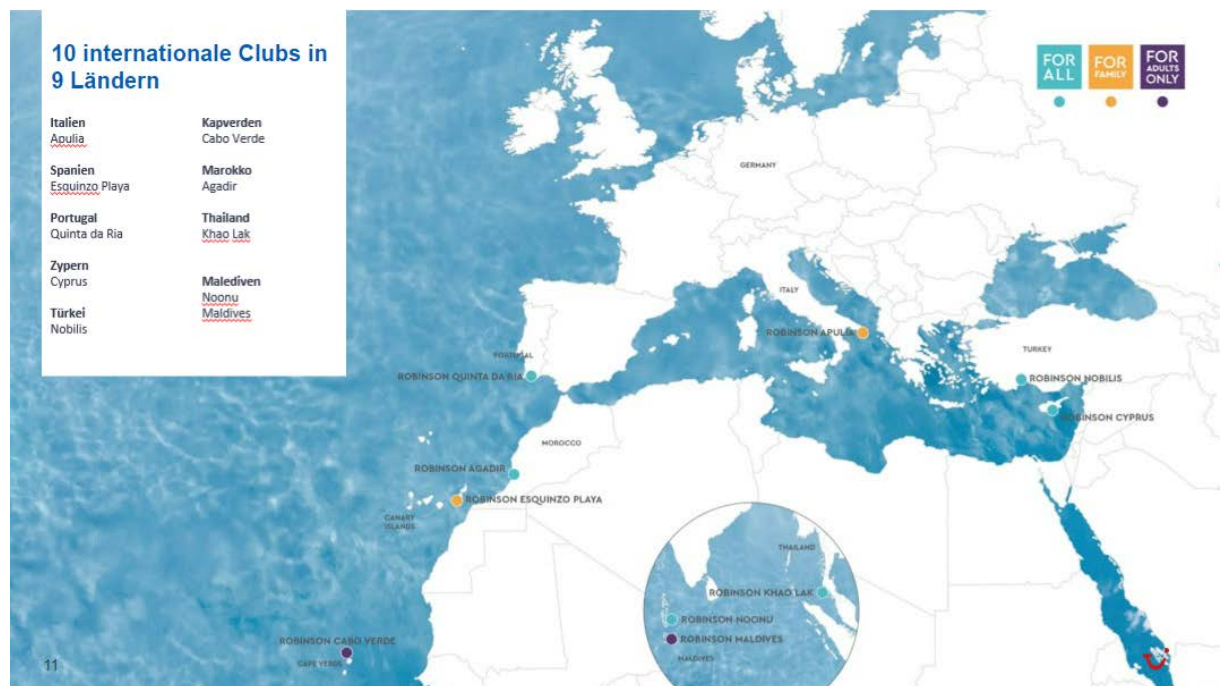 10 internationale Clubs in
9 Ländern
Italien
Apulia
Spanien
Esquinzo Playa
Portugal
Quinta da Ria
Zypern
Cyprus
Türkei
Nobilis
Kapverden
Cabo Verde
Marokko
Agadir
Thailand
Khao Lak
Malediven
Noonu
Maldives
FOR
ALL
FOR
FAMILY
FOR
ADULTS
ONLY
GERMANY
ITALY
ROBINSON APULIA
PORTUGAL
ROBINSON QUINTA DA RIA
TURKEY
ROBINSON NOBILIS
ROBINSON CYPRUS
MOROCCO
ROBINSON AGADIR
ROBINSON ESQUINZO PLAYA
CANARY
ISLANDS
THAILAND
ROBINSON KHAO LAK
ROBINSON NOONU
ROBINSON MALDIVES
MALDIVES
ROBINSON CABO VERDE
CAPE VERDE
11